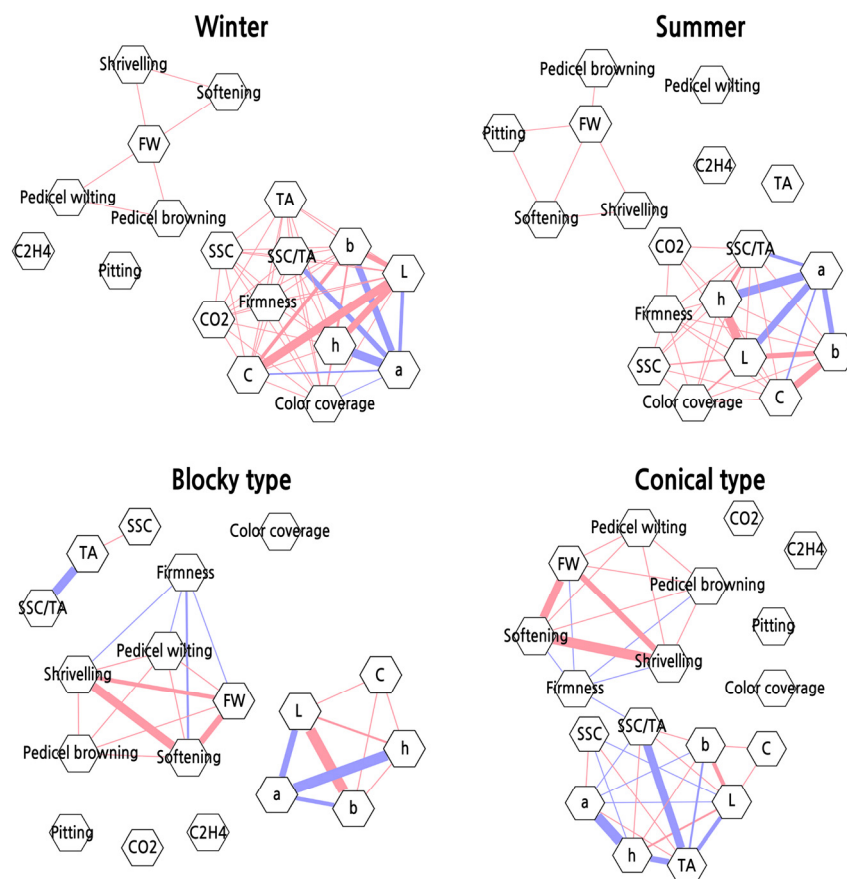 Winter
Shrivelling
Softening
FW
Pedicel wilting
Pedicel browning
C2H4
Pitting
TA
SSC
SSC/TA
b
L
Firmness
CO2
h
C
a
Color coverage
Summer
Pedicel browning
Pedicel wilting
Pitting
FW
C2H4
TA
Softening
Shrivelling
CO2
SSC/TA
a
h
Firmness
L
b
SSC
C
Color coverage
Blocky type
SSC
Color coverage
TA
Firmness
SSC/TA
Pedicel wilting
Shrivelling
FW
C
L
Pedicel browning
Softening
h
a
b
Pitting
CO2
C2H4
Conical type
CO2
Pedicel wilting
C2H4
FW
Pedicel browning
Softening
Pitting
Shrivelling
Firmness
Color coverage
SSC
SSC/TA
b
C
a
L
h
TA